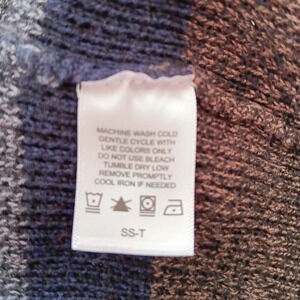 MACHINE WASH COLD
GENTLE CYCLE WITH
LIKE COLORS ONLY
DO NOT USE BLEACH
TUMBLE DRY LOW
REMOVE PROMPTLY
COOL IRON IF NEEDED
SS-T